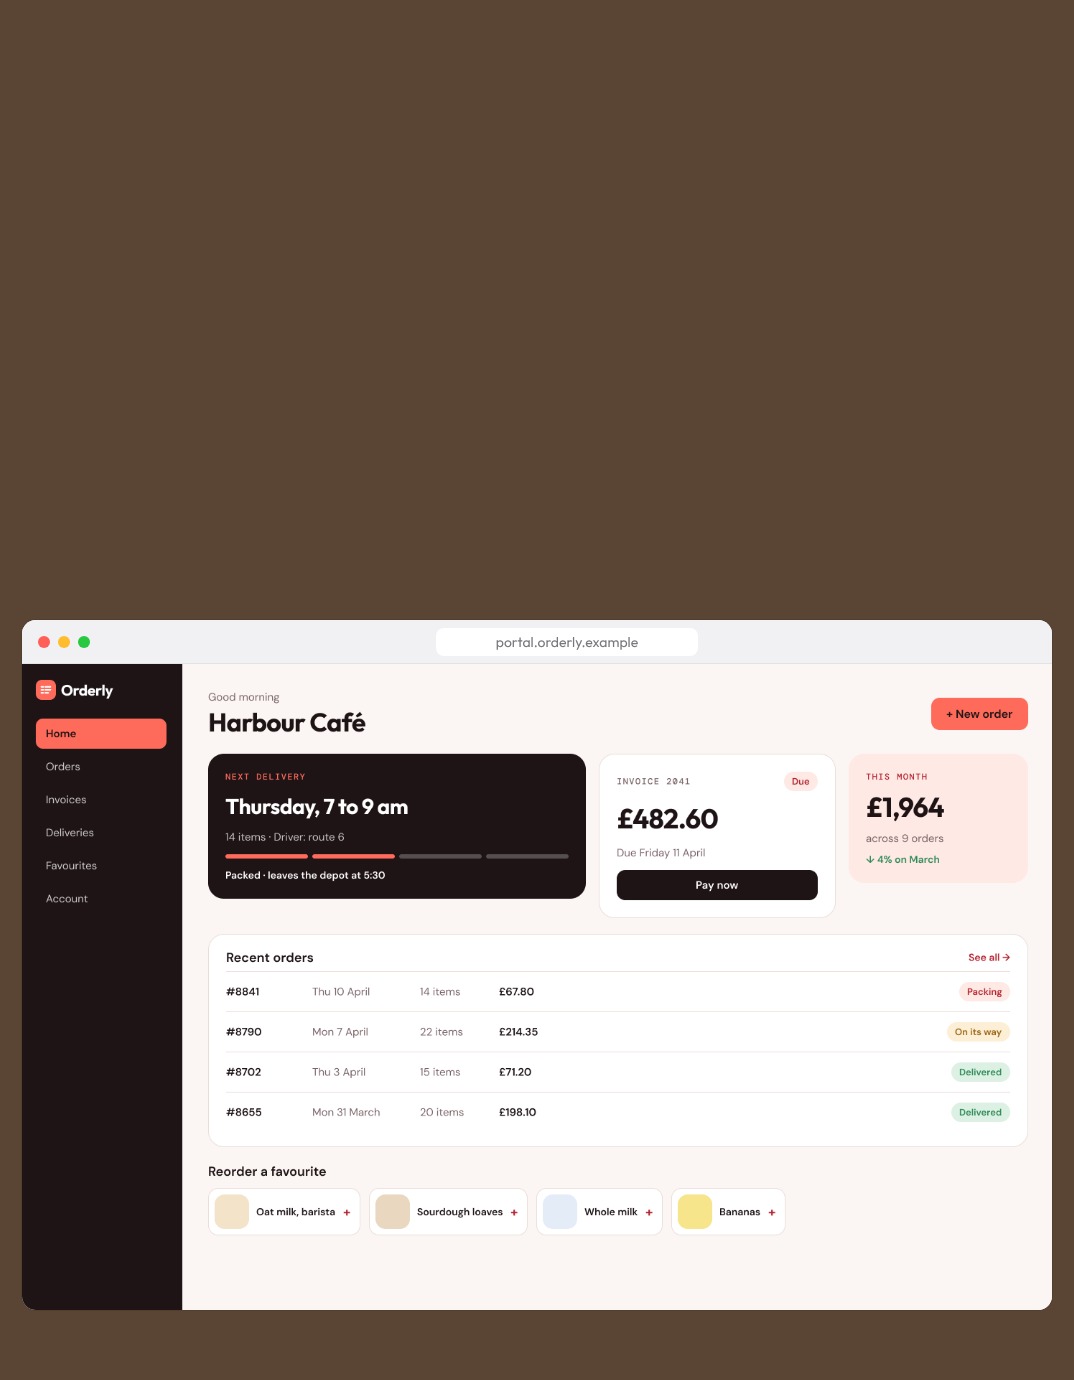 portal.orderly.example
Orderly
Home
Orders
Invoices
Deliveries
Favourites
Account
Good morning
Harbour Café
+ New order
NEXT DELIVERY
Thursday, 7 to 9 am
14 items · Driver: route 6
Packed · leaves the depot at 5:30
INVOICE 2041
Due
£482.60
Due Friday 11 April
Pay now
THIS MONTH
£1,964
across 9 orders
↓ 4% on March
Recent orders
See all →
#8841 Thu 10 April 14 items £67.80 Packing
#8790 Mon 7 April 22 items £214.35 On its way
#8702 Thu 3 April 15 items £71.20 Delivered
#8655 Mon 31 March 20 items £198.10 Delivered
Reorder a favourite
Oat milk, barista +
Sourdough loaves +
Whole milk +
Bananas +